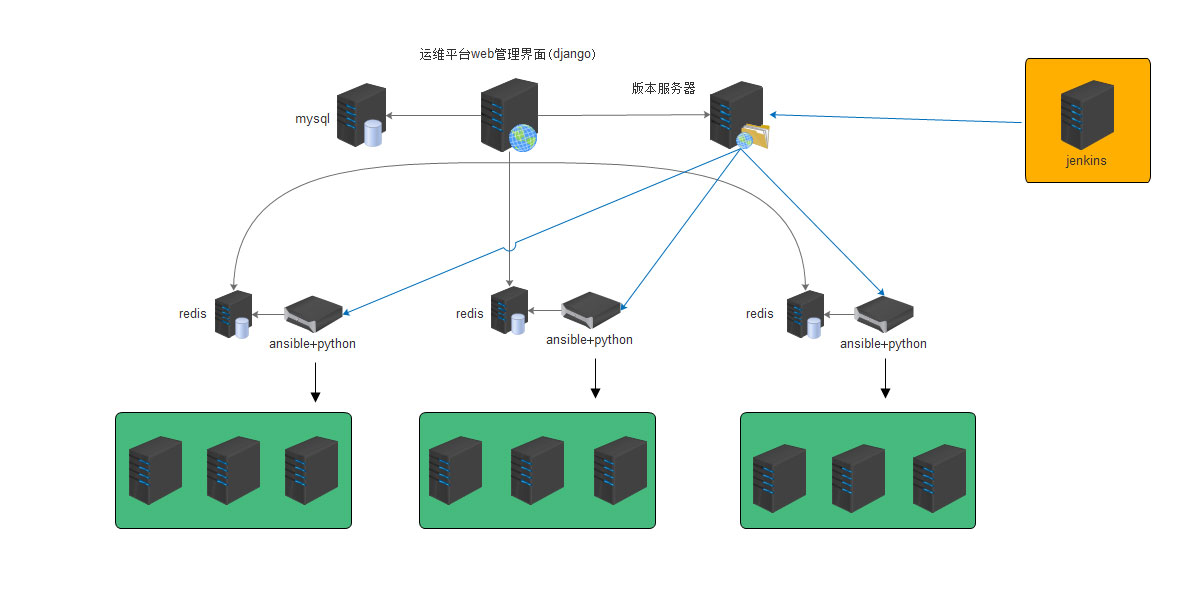 运维平台web管理界面(django)
版本服务器
mysql
jenkins
redis
redis
redis
ansible+python
ansible+python
ansible+python